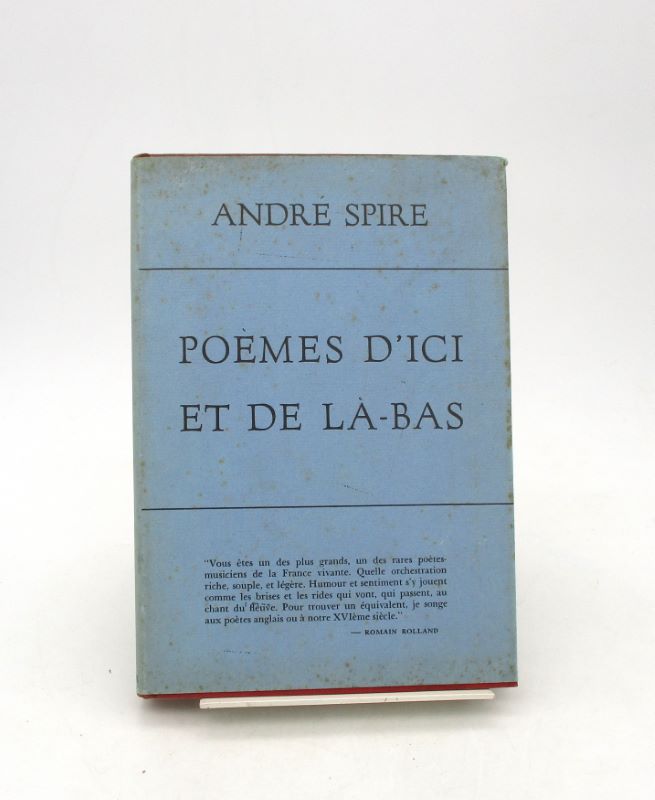 ANDRÉ SPIRE
POÈMES D'ICI
ET DE LÀ-BAS
"Vous êtes un des plus grands, un des rares poètes-
musiciens de la France vivante. Quelle orchestration
riche, souple, et légère. Humour et sentiment s'y jouent
comme les brises et les rides qui vont, qui passent, au
chant du fleuve. Pour trouver un équivalent, je songe
aux poètes anglais ou à notre XVIème siècle."
— ROMAIN ROLLAND